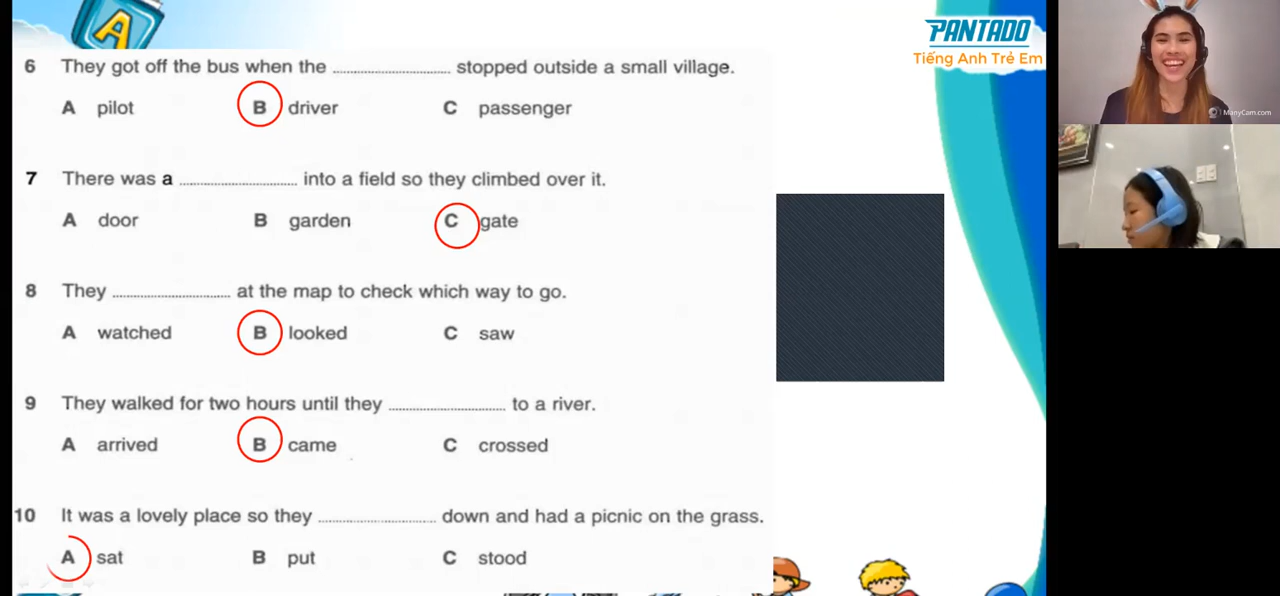 A
PANTADO
Tiếng Anh Trẻ Em
ManyCam.com
6 They got off the bus when the .............................. stopped outside a small village.
A pilot B driver C passenger
7 There was a .............................. into a field so they climbed over it.
A door B garden C gate
8 They .............................. at the map to check which way to go.
A watched B looked C saw
9 They walked for two hours until they .............................. to a river.
A arrived B came C crossed
10 It was a lovely place so they .............................. down and had a picnic on the grass.
A sat B put C stood